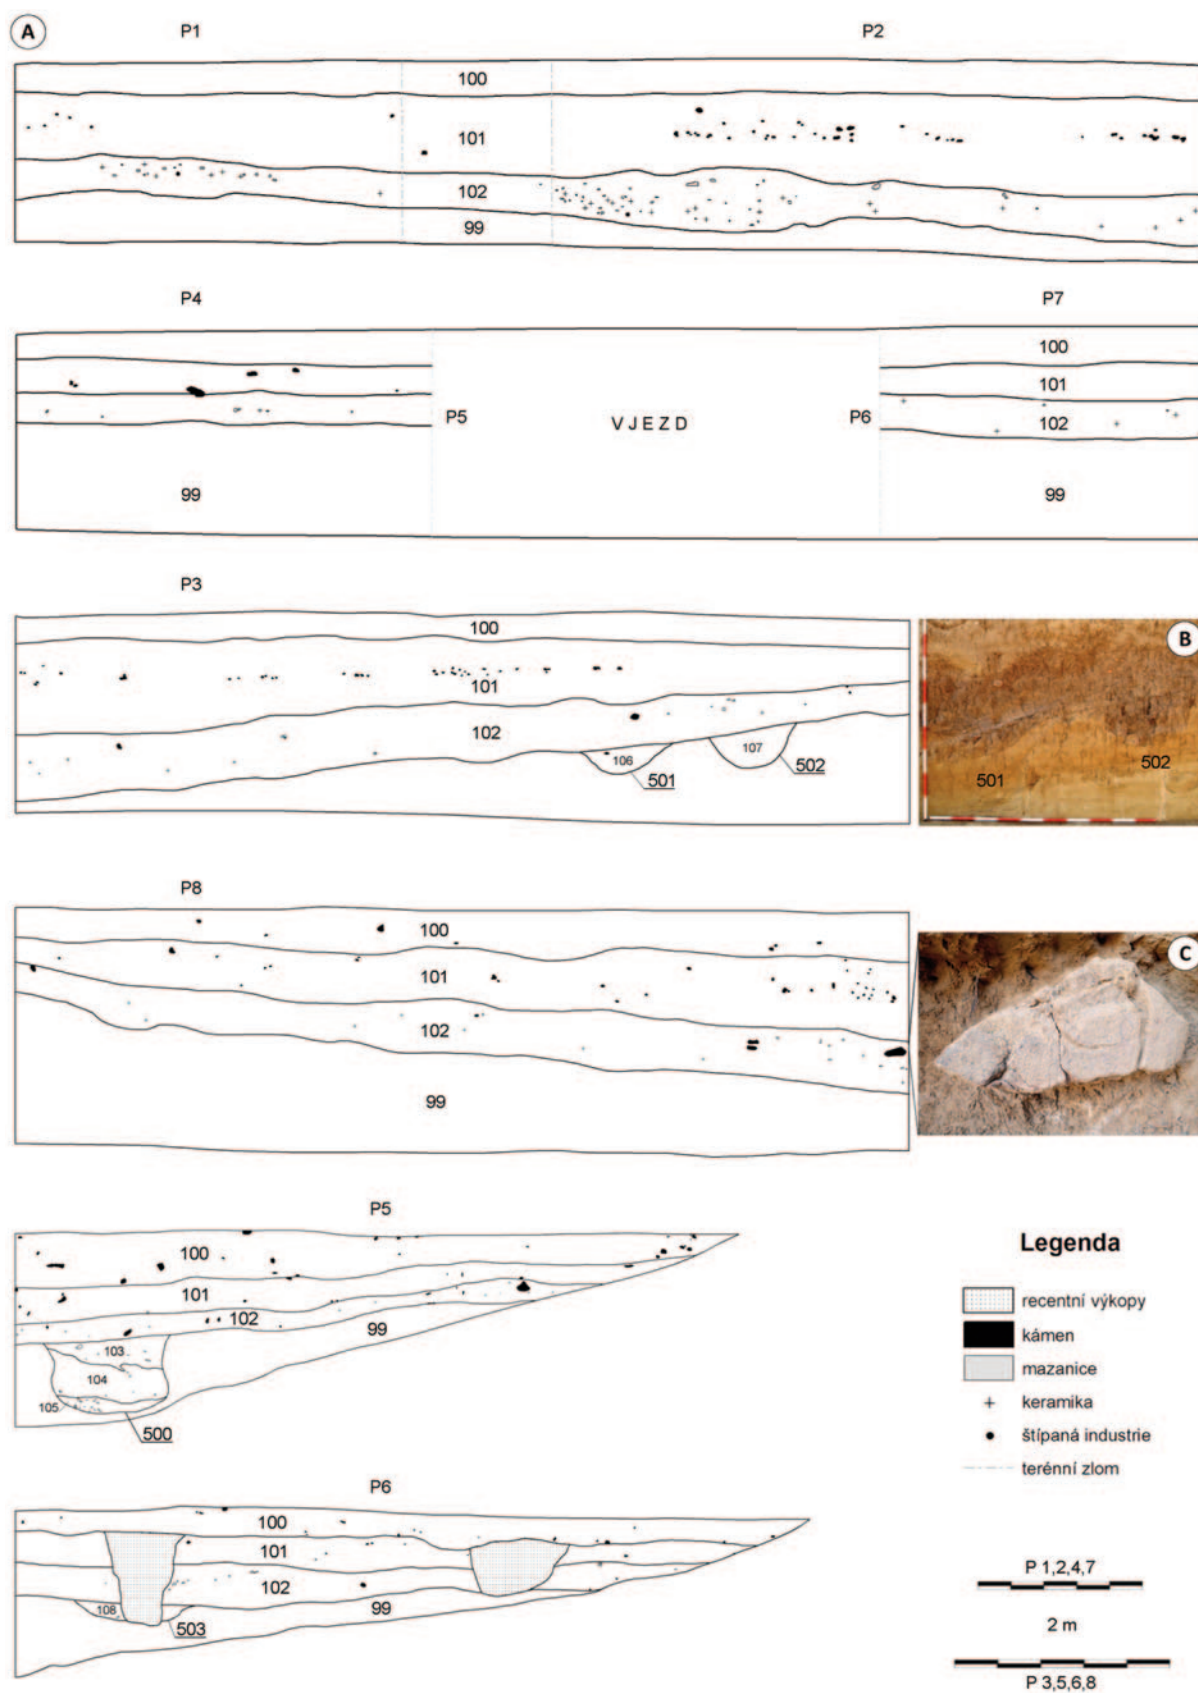 A
P1
P2
100
101
102
99
P4
P7
100
101
P5
VJEZD
P6
102
99
99
P3
100
101
102
106
107
501
502
B
501
502
P8
100
101
102
99
C
P5
100
101
102
99
103
104
105
500
Legenda
recentní výkopy
kámen
mazanice
keramika
štípaná industrie
terénní zlom
P6
100
101
102
108
99
503
P 1,2,4,7
2 m
P 3,5,6,8